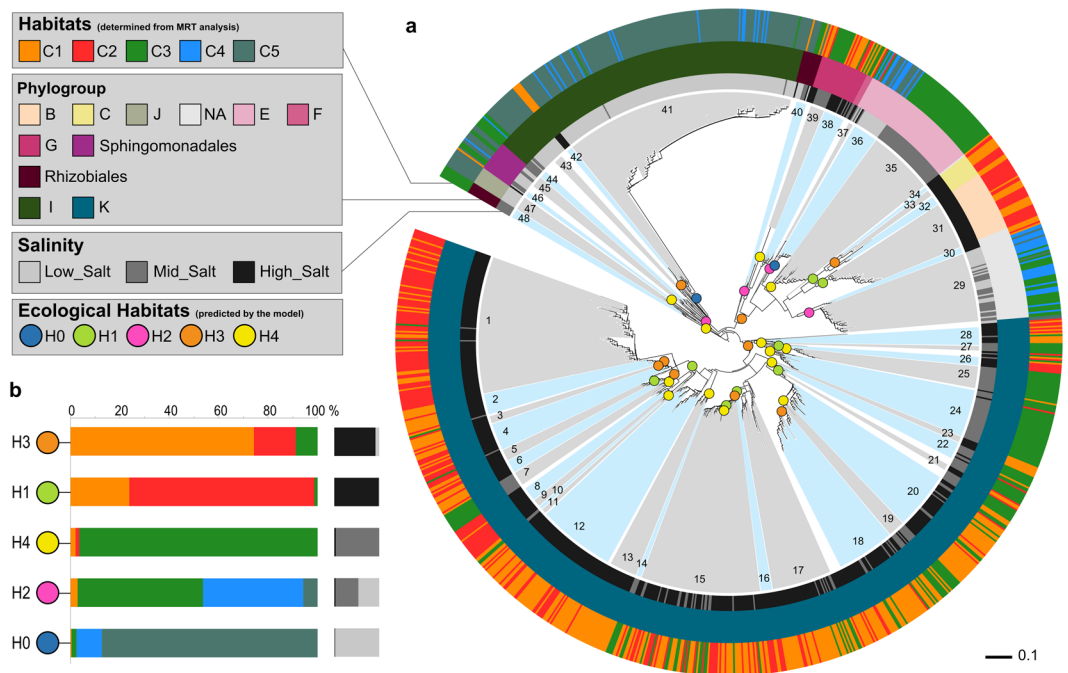 Habitats (determined from MRT analysis)
C1 C2 C3 C4 C5
Phylogroup
B C J NA E F
G Sphingomonadales
Rhizobiales
I K
Salinity
Low_Salt Mid_Salt High_Salt
Ecological Habitats (predicted by the model)
H0 H1 H2 H3 H4
a
1
2
3
4
5
6
7
8
9
10
11
12
13
14
15
16
17
18
19
20
21
22
23
24
25
26
27
28
29
30
31
32
33
34
35
36
37
38
39
40
41
42
43
44
45
46
47
48
0.1
b
0 20 40 60 80 100 %
H3
H1
H4
H2
H0